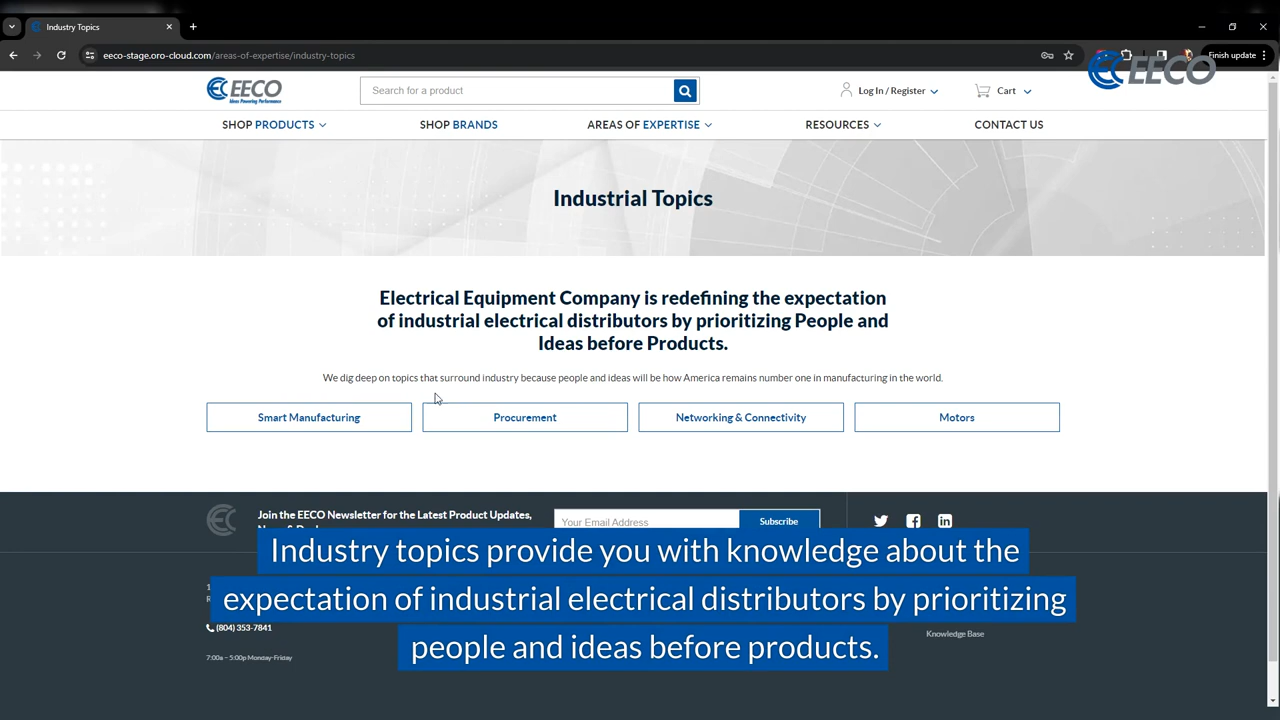 Industry Topics
eeco-stage.oro-cloud.com/areas-of-expertise/industry-topics
Finish update
EECO
EECO
Ideas Powering Performance
Search for a product
Log In / Register
Cart
SHOP PRODUCTS
SHOP BRANDS
AREAS OF EXPERTISE
RESOURCES
CONTACT US
Industrial Topics
Electrical Equipment Company is redefining the expectation
of industrial electrical distributors by prioritizing People and
Ideas before Products.
We dig deep on topics that surround industry because people and ideas will be how America remains number one in manufacturing in the world.
Smart Manufacturing
Procurement
Networking & Connectivity
Motors
Join the EECO Newsletter for the Latest Product Updates,
Your Email Address
Subscribe
Industry topics provide you with knowledge about the
expectation of industrial electrical distributors by prioritizing
people and ideas before products.
(804) 353-7841
Knowledge Base
7:00a – 5:00p Monday-Friday